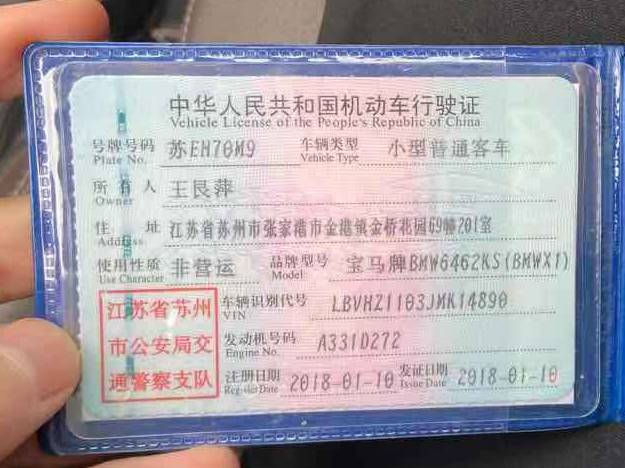 中华人民共和国机动车行驶证
Vehicle License of the People's Republic of China
号牌号码 苏EH70M9 车辆类型 小型普通客车
Plate No. Vehicle Type
所有人 王艮萍
Owner
住址 江苏省苏州市张家港市金港镇金桥花园69幢201室
Address
使用性质 非营运 品牌型号 宝马牌BMW6462KS(BMWX1)
Use Character Model
江苏省苏州
市公安局交
通警察支队
车辆识别代号 LBVHZ1103JMK14890
VIN
发动机号码 A331D272
Engine No.
注册日期 2018-01-10 发证日期 2018-01-10
Register Date Issue Date